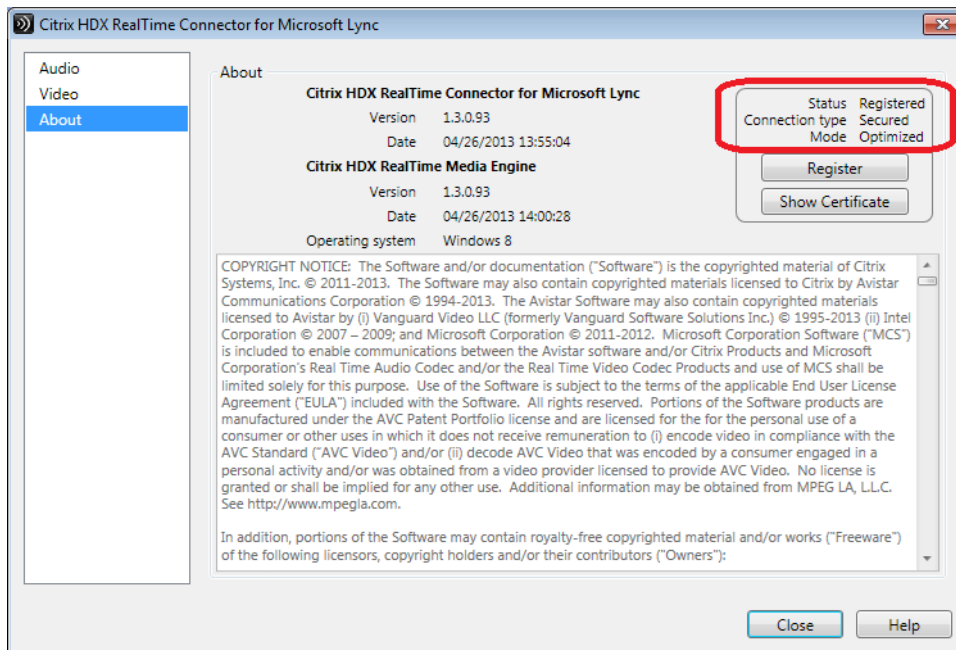 Citrix HDX RealTime Connector for Microsoft Lync
Audio
Video
About
About
Citrix HDX RealTime Connector for Microsoft Lync
Version 1.3.0.93
Date 04/26/2013 13:55:04
Citrix HDX RealTime Media Engine
Version 1.3.0.93
Date 04/26/2013 14:00:28
Operating system Windows 8
Status Registered
Connection type Secured
Mode Optimized
Register
Show Certificate
COPYRIGHT NOTICE: The Software and/or documentation ("Software") is the copyrighted material of Citrix
Systems, Inc. © 2011-2013. The Software may also contain copyrighted materials licensed to Citrix by Avistar
Communications Corporation © 1994-2013. The Avistar Software may also contain copyrighted materials
licensed to Avistar by (i) Vanguard Video LLC (formerly Vanguard Software Solutions Inc.) © 1995-2013 (ii) Intel
Corporation © 2007 – 2009; and Microsoft Corporation © 2011-2012. Microsoft Corporation Software ("MCS")
is included to enable communications between the Avistar software and/or Citrix Products and Microsoft
Corporation's Real Time Audio Codec and/or the Real Time Video Codec Products and use of MCS shall be
limited solely for this purpose. Use of the Software is subject to the terms of the applicable End User License
Agreement ("EULA") included with the Software. All rights reserved. Portions of the Software products are
manufactured under the AVC Patent Portfolio license and are licensed for the for the personal use of a
consumer or other uses in which it does not receive remuneration to (i) encode video in compliance with the
AVC Standard ("AVC Video") and/or (ii) decode AVC Video that was encoded by a consumer engaged in a
personal activity and/or was obtained from a video provider licensed to provide AVC Video. No license is
granted or shall be implied for any other use. Additional information may be obtained from MPEG LA, L.L.C.
See http://www.mpegla.com.
In addition, portions of the Software may contain royalty-free copyrighted material and/or works ("Freeware")
of the following licensors, copyright holders and/or their contributors ("Owners"):
Close
Help